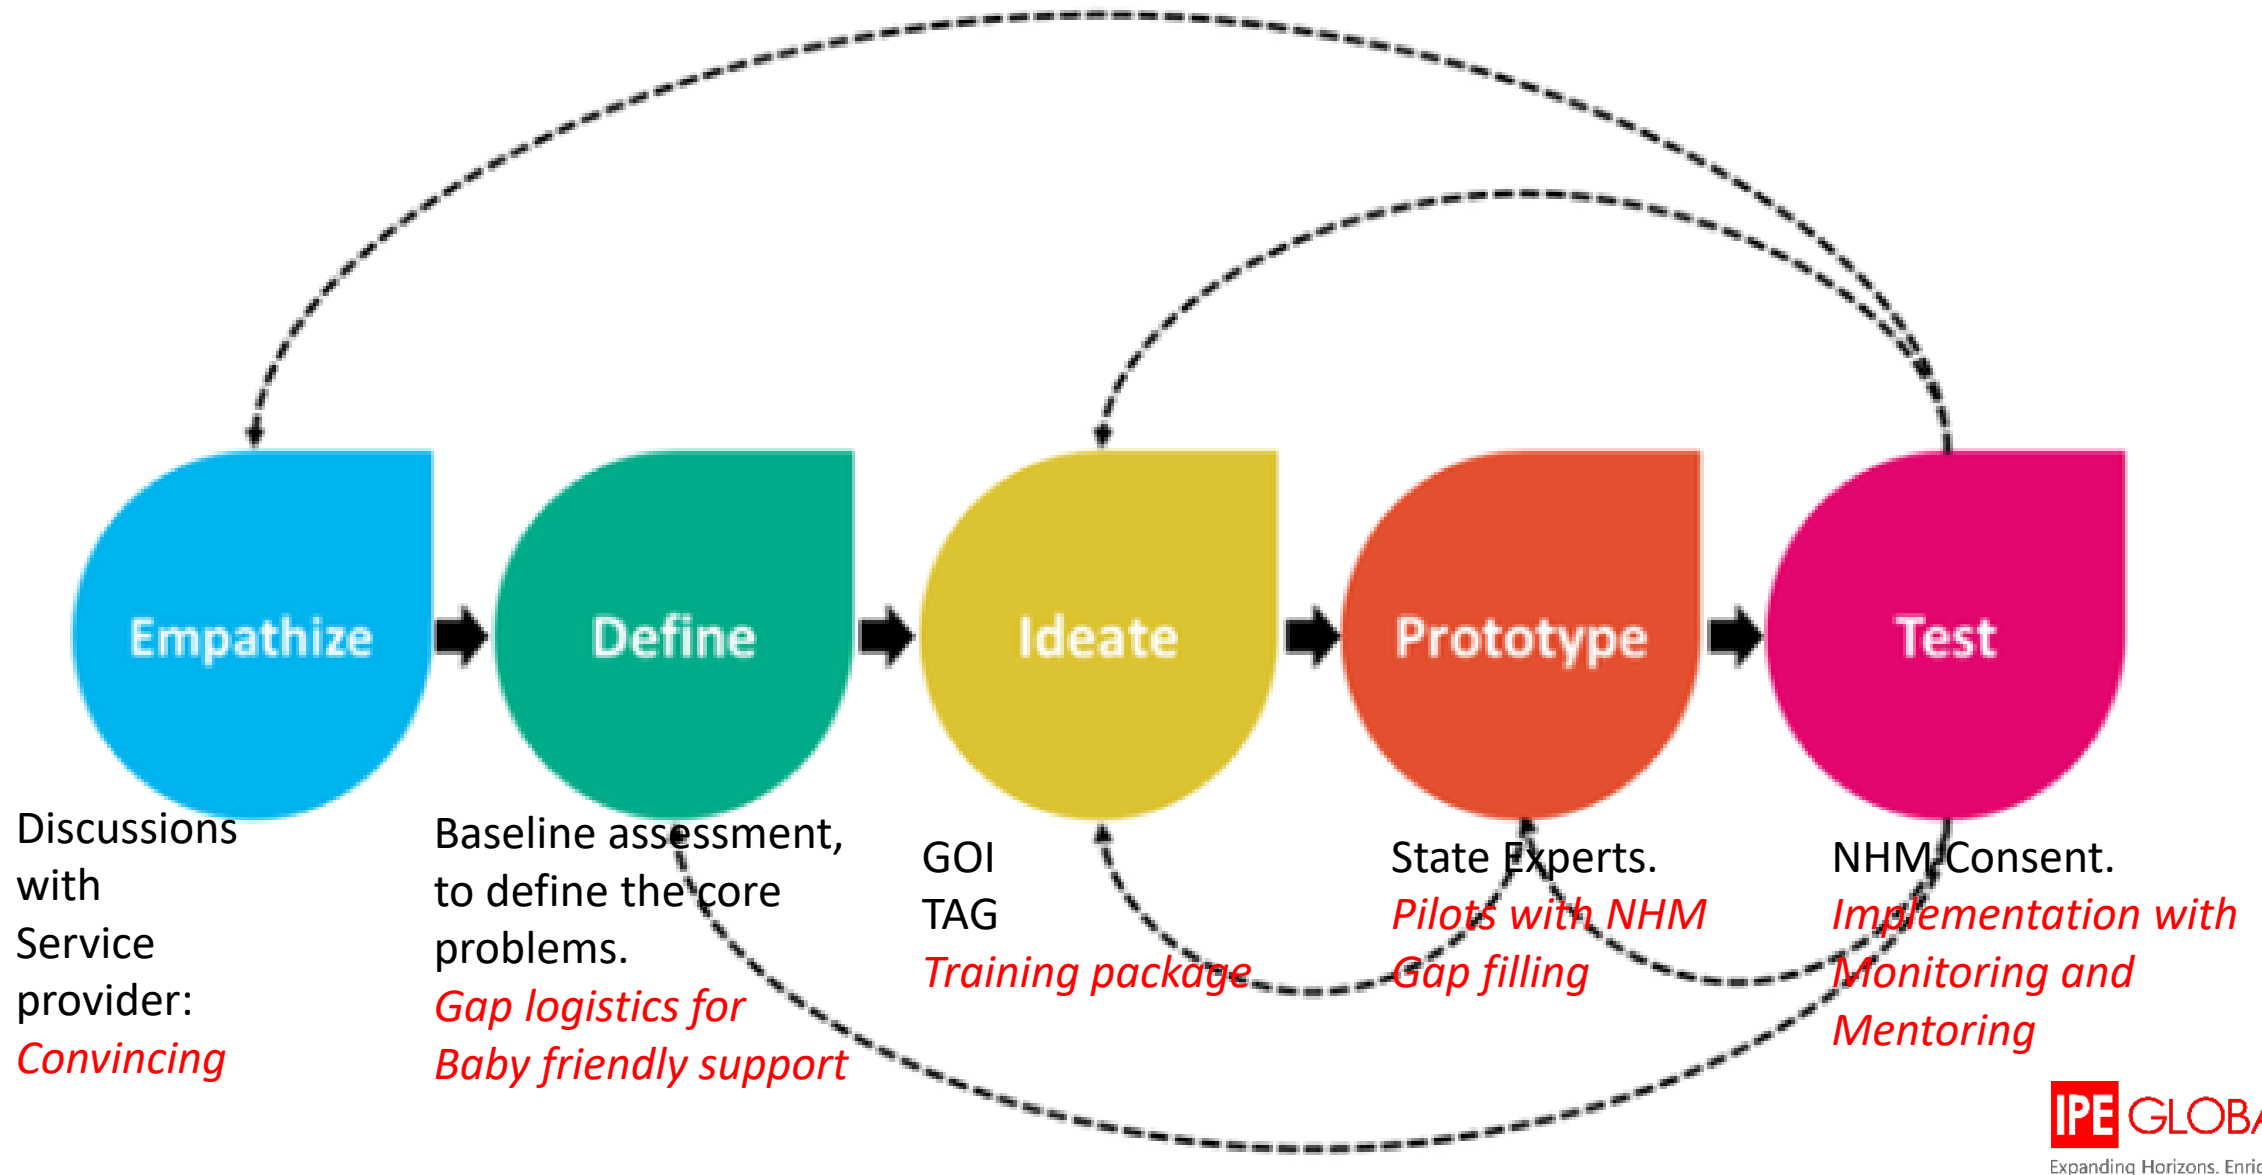 Empathize
Define
Ideate
Prototype
Test
Discussions
with
Service
provider:
Convincing
Baseline assessment,
to define the core
problems.
Gap logistics for
Baby friendly support
GOI
TAG
Training package
State Experts.
Pilots with NHM
Gap filling
NHM Consent.
Implementation with
Monitoring and
Mentoring
IPE
Expanding Horizons.